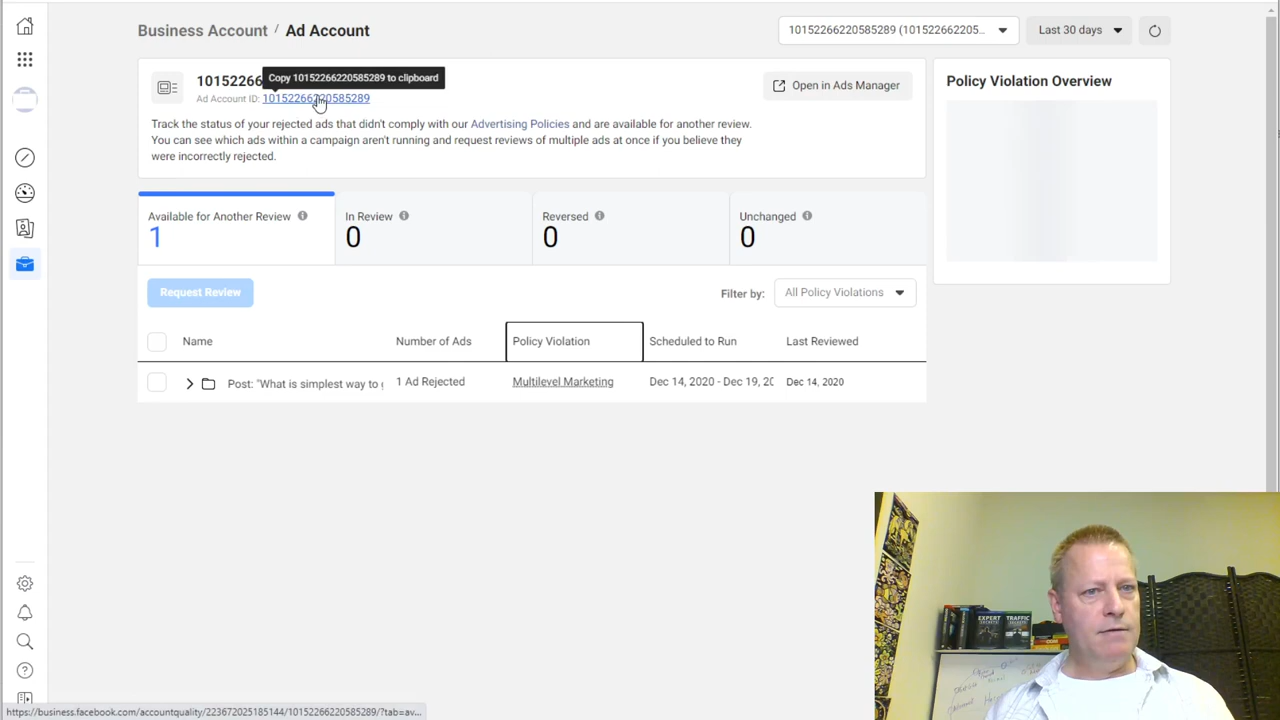 Business Account / Ad Account
10152266220585289 (101522662205...
Last 30 days
10152266
Copy 10152266220585289 to clipboard
Ad Account ID: 10152266220585289
Open in Ads Manager
Policy Violation Overview
Track the status of your rejected ads that didn't comply with our Advertising Policies and are available for another review.
You can see which ads within a campaign aren't running and request reviews of multiple ads at once if you believe they
were incorrectly rejected.
Available for Another Review
1
In Review
0
Reversed
0
Unchanged
0
Request Review
Filter by:
All Policy Violations
Name
Number of Ads
Policy Violation
Scheduled to Run
Last Reviewed
Post: "What is simplest way to
1 Ad Rejected
Multilevel Marketing
Dec 14, 2020 - Dec 19, 20
Dec 14, 2020
EXPERT
SECRETS
TRAFFIC
SECRETS
https://business.facebook.com/accountquality/223672025185144/10152266220585289/?tab=av...